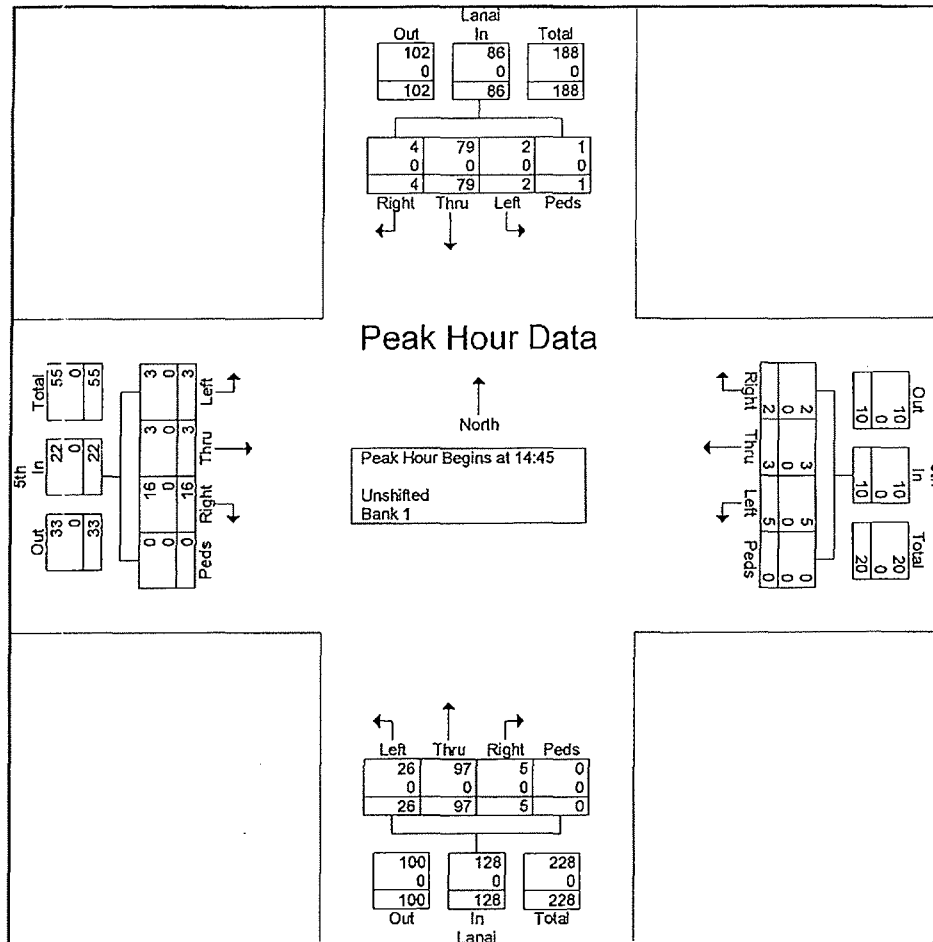 Lanai
Out In Total
102 86 188
0 0 0
102 86 188
4 79 2 1
0 0 0 0
4 79 2 1
Right Thru Left Peds
Peak Hour Data
North
Peak Hour Begins at 14:45
Unshifted
Bank 1
5th
Out In Total
33 22 55
0 0 0
33 22 55
3 3 16 0
0 0 0 0
3 3 16 0
Left Thru Right Peds
Right Thru Left Peds
2 3 5 0
0 0 0 0
2 3 5 0
Out In Total
10 10 20
0 0 0
10 10 20
Left Thru Right Peds
26 97 5 0
0 0 0 0
26 97 5 0
100 128 228
0 0 0
100 128 228
Out In Total
Lanai